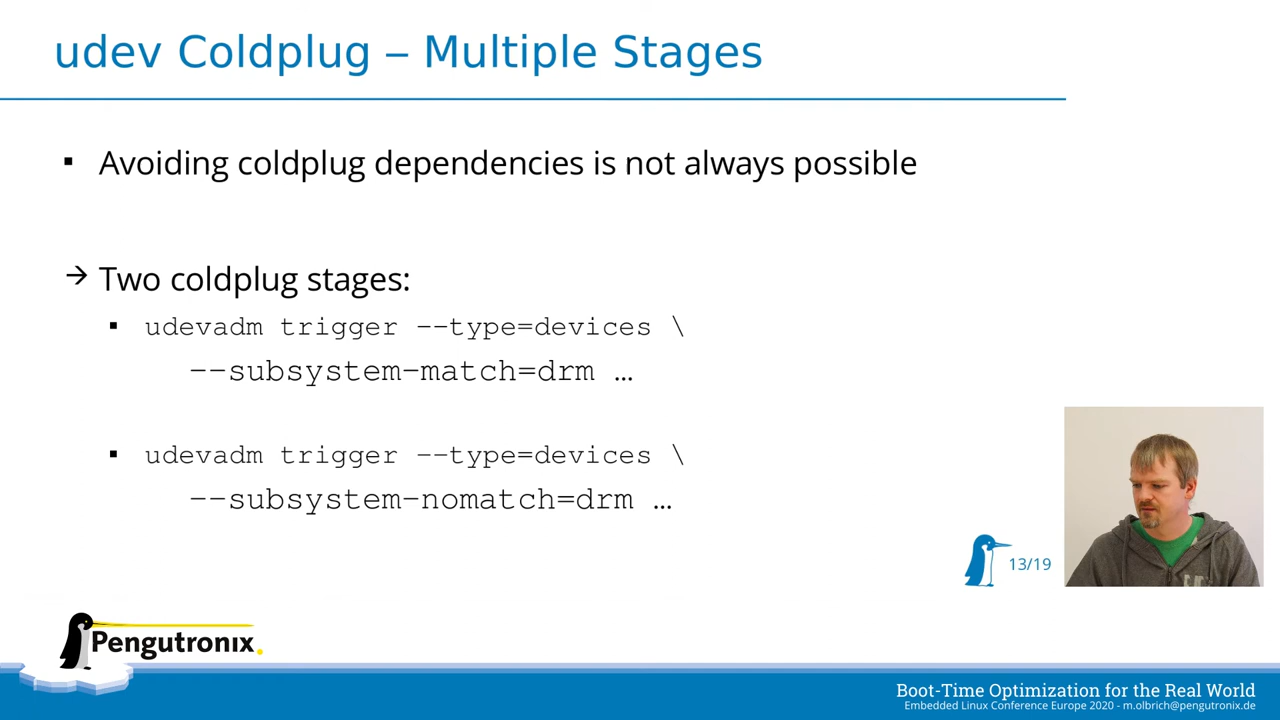 udev Coldplug – Multiple Stages
▪ Avoiding coldplug dependencies is not always possible
→ Two coldplug stages:
▪ udevadm trigger --type=devices \
--subsystem-match=drm …
▪ udevadm trigger --type=devices \
--subsystem-nomatch=drm …
13/19
Pengutronix
Boot-Time Optimization for the Real World
Embedded Linux Conference Europe 2020 - m.olbrich@pengutronix.de